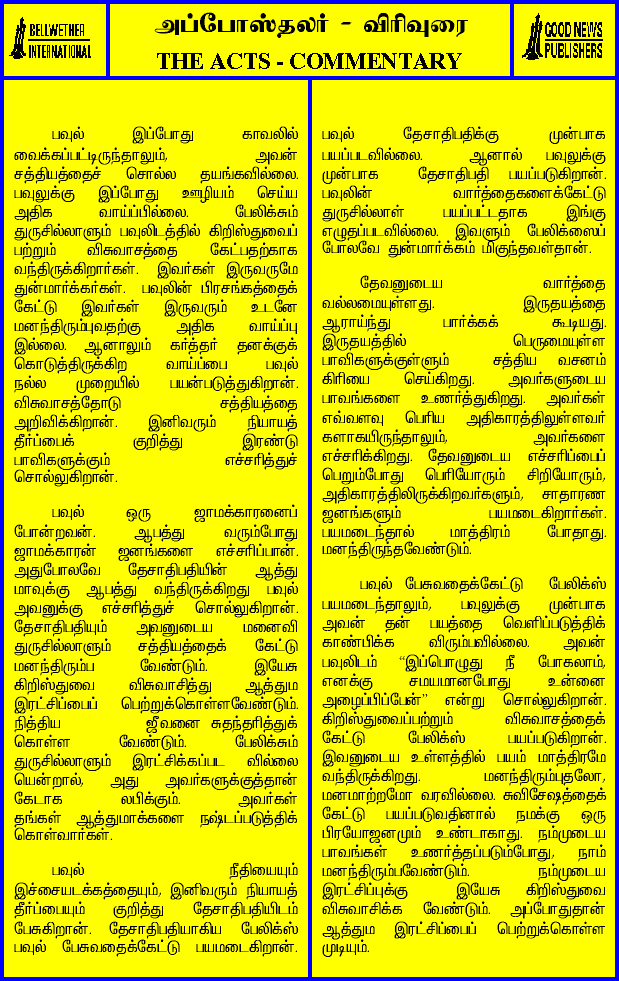 BELLWETHER
INTERNATIONAL
அப்போஸ்தலர் - விரிவுரை
THE ACTS - COMMENTARY
GOOD NEWS
PUBLISHERS
பவுல் இப்போது காவலில்
வைக்கப்பட்டிருந்தாலும், அவன்
சத்தியத்தைச் சொல்ல தயங்கவில்லை.
பவுலுக்கு இப்போது ஊழியம் செய்ய
அதிக வாய்ப்பில்லை. பேலிக்சும்
துருசில்லாளும் பவுலிடத்தில் கிறிஸ்துவைப்
பற்றும் விசுவாசத்தை கேட்பதற்காக
வந்திருக்கிறார்கள். இவர்கள் இருவருமே
துன்மார்க்கர்கள். பவுலின் பிரசங்கத்தைக்
கேட்டு இவர்கள் இருவரும் உடனே
மனந்திரும்புவதற்கு அதிக வாய்ப்பு
இல்லை. ஆனாலும் கர்த்தர் தனக்குக்
கொடுத்திருக்கிற வாய்ப்பை பவுல்
நல்ல முறையில் பயன்படுத்துகிறான்.
விசுவாசத்தோடு சத்தியத்தை
அறிவிக்கிறான். இனிவரும் நியாயத்
தீர்ப்பைக் குறித்து இரண்டு
பாவிகளுக்கும் எச்சரித்துச்
சொல்லுகிறான்.
பவுல் ஒரு ஜாமக்காரனைப்
போன்றவன். ஆபத்து வரும்போது
ஜாமக்காரன் ஜனங்களை எச்சரிப்பான்.
அதுபோலவே தேசாதிபதியின் ஆத்து
மாவுக்கு ஆபத்து வந்திருக்கிறது பவுல்
அவனுக்கு எச்சரித்துச் சொல்லுகிறான்.
தேசாதிபதியும் அவனுடைய மனைவி
துருசில்லாளும் சத்தியத்தைக் கேட்டு
மனந்திரும்ப வேண்டும். இயேசு
கிறிஸ்துவை விசுவாசித்து ஆத்தும
இரட்சிப்பைப் பெற்றுக்கொள்ளவேண்டும்.
நித்திய ஜீவனை சுதந்தரித்துக்
கொள்ள வேண்டும். பேலிக்சும்
துருசில்லாளும் இரட்சிக்கப்பட வில்லை
யென்றால், அது அவர்களுக்குத்தான்
கேடாக லபிக்கும். அவர்கள்
தங்கள் ஆத்துமாக்களை நஷ்டப்படுத்திக்
கொள்வார்கள்.
பவுல் நீதியையும்
இச்சையடக்கத்தையும், இனிவரும் நியாயத்
தீர்ப்பையும் குறித்து தேசாதிபதியிடம்
பேசுகிறான். தேசாதிபதியாகிய பேலிக்ஸ்
பவுல் பேசுவதைக்கேட்டு பயமடைகிறான்.
பவுல் தேசாதிபதிக்கு முன்பாக
பயப்படவில்லை. ஆனால் பவுலுக்கு
முன்பாக தேசாதிபதி பயப்படுகிறான்.
பவுலின் வார்த்தைகளைக்கேட்டு
துருசில்லாள் பயப்பட்டதாக இங்கு
எழுதப்படவில்லை. இவளும் பேலிக்ஸைப்
போலவே துன்மார்க்கம் மிகுந்தவள்தான்.
தேவனுடைய வார்த்தை
வல்லமையுள்ளது. இருதயத்தை
ஆராய்ந்து பார்க்கக் கூடியது.
இருதயத்தில் பெருமையுள்ள
பாவிகளுக்குள்ளும் சத்திய வசனம்
கிரியை செய்கிறது. அவர்களுடைய
பாவங்களை உணர்த்துகிறது. அவர்கள்
எவ்வளவு பெரிய அதிகாரத்திலுள்ளவர்
களாகயிருந்தாலும், அவர்களை
எச்சரிக்கிறது. தேவனுடைய எச்சரிப்பைப்
பெறும்போது பெரியோரும் சிறியோரும்,
அதிகாரத்திலிருக்கிறவர்களும், சாதாரண
ஜனங்களும் பயமடைகிறார்கள்.
பயமடைந்தால் மாத்திரம் போதாது.
மனந்திருந்தவேண்டும்.
பவுல் பேசுவதைக்கேட்டு பேலிக்ஸ்
பயமடைந்தாலும், பவுலுக்கு முன்பாக
அவன் தன் பயத்தை வெளிப்படுத்திக்
காண்பிக்க விரும்பவில்லை. அவன்
பவுலிடம் “இப்பொழுது நீ போகலாம்,
எனக்கு சமயமானபோது உன்னை
அழைப்பிப்பேன்” என்று சொல்லுகிறான்.
கிறிஸ்துவைப்பற்றும் விசுவாசத்தைக்
கேட்டு பேலிக்ஸ் பயப்படுகிறான்.
இவனுடைய உள்ளத்தில் பயம் மாத்திரமே
வந்திருக்கிறது. மனந்திரும்புதலோ,
மனமாற்றமோ வரவில்லை. சுவிசேஷத்தைக்
கேட்டு பயப்படுவதினால் நமக்கு ஒரு
பிரயோஜனமும் உண்டாகாது. நம்முடைய
பாவங்கள் உணர்த்தப்படும்போது, நாம்
மனந்திரும்பவேண்டும். நம்முடைய
இரட்சிப்புக்கு இயேசு கிறிஸ்துவை
விசுவாசிக்க வேண்டும். அப்போதுதான்
ஆத்தும இரட்சிப்பைப் பெற்றுக்கொள்ள
முடியும்.